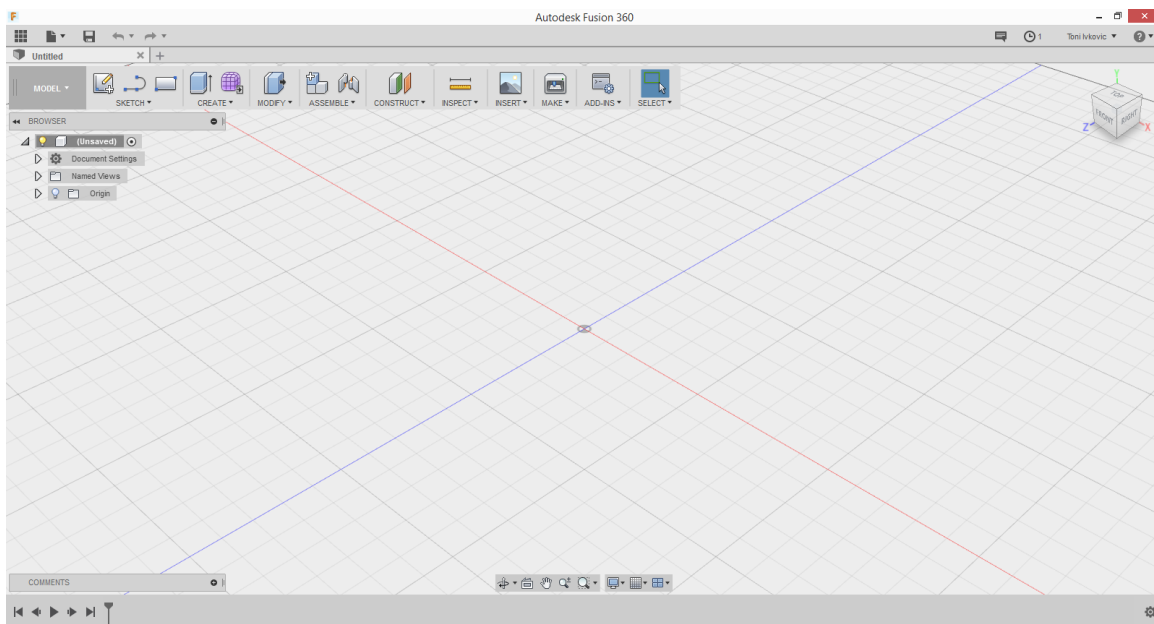 F
Autodesk Fusion 360
1
Toni Ivkovic
?
Untitled
+
MODEL
SKETCH
CREATE
MODIFY
ASSEMBLE
CONSTRUCT
INSPECT
INSERT
MAKE
ADD-INS
SELECT
Y
TOP
FRONT
RIGHT
Z
X
BROWSER
(Unsaved)
Document Settings
Named Views
Origin
COMMENTS